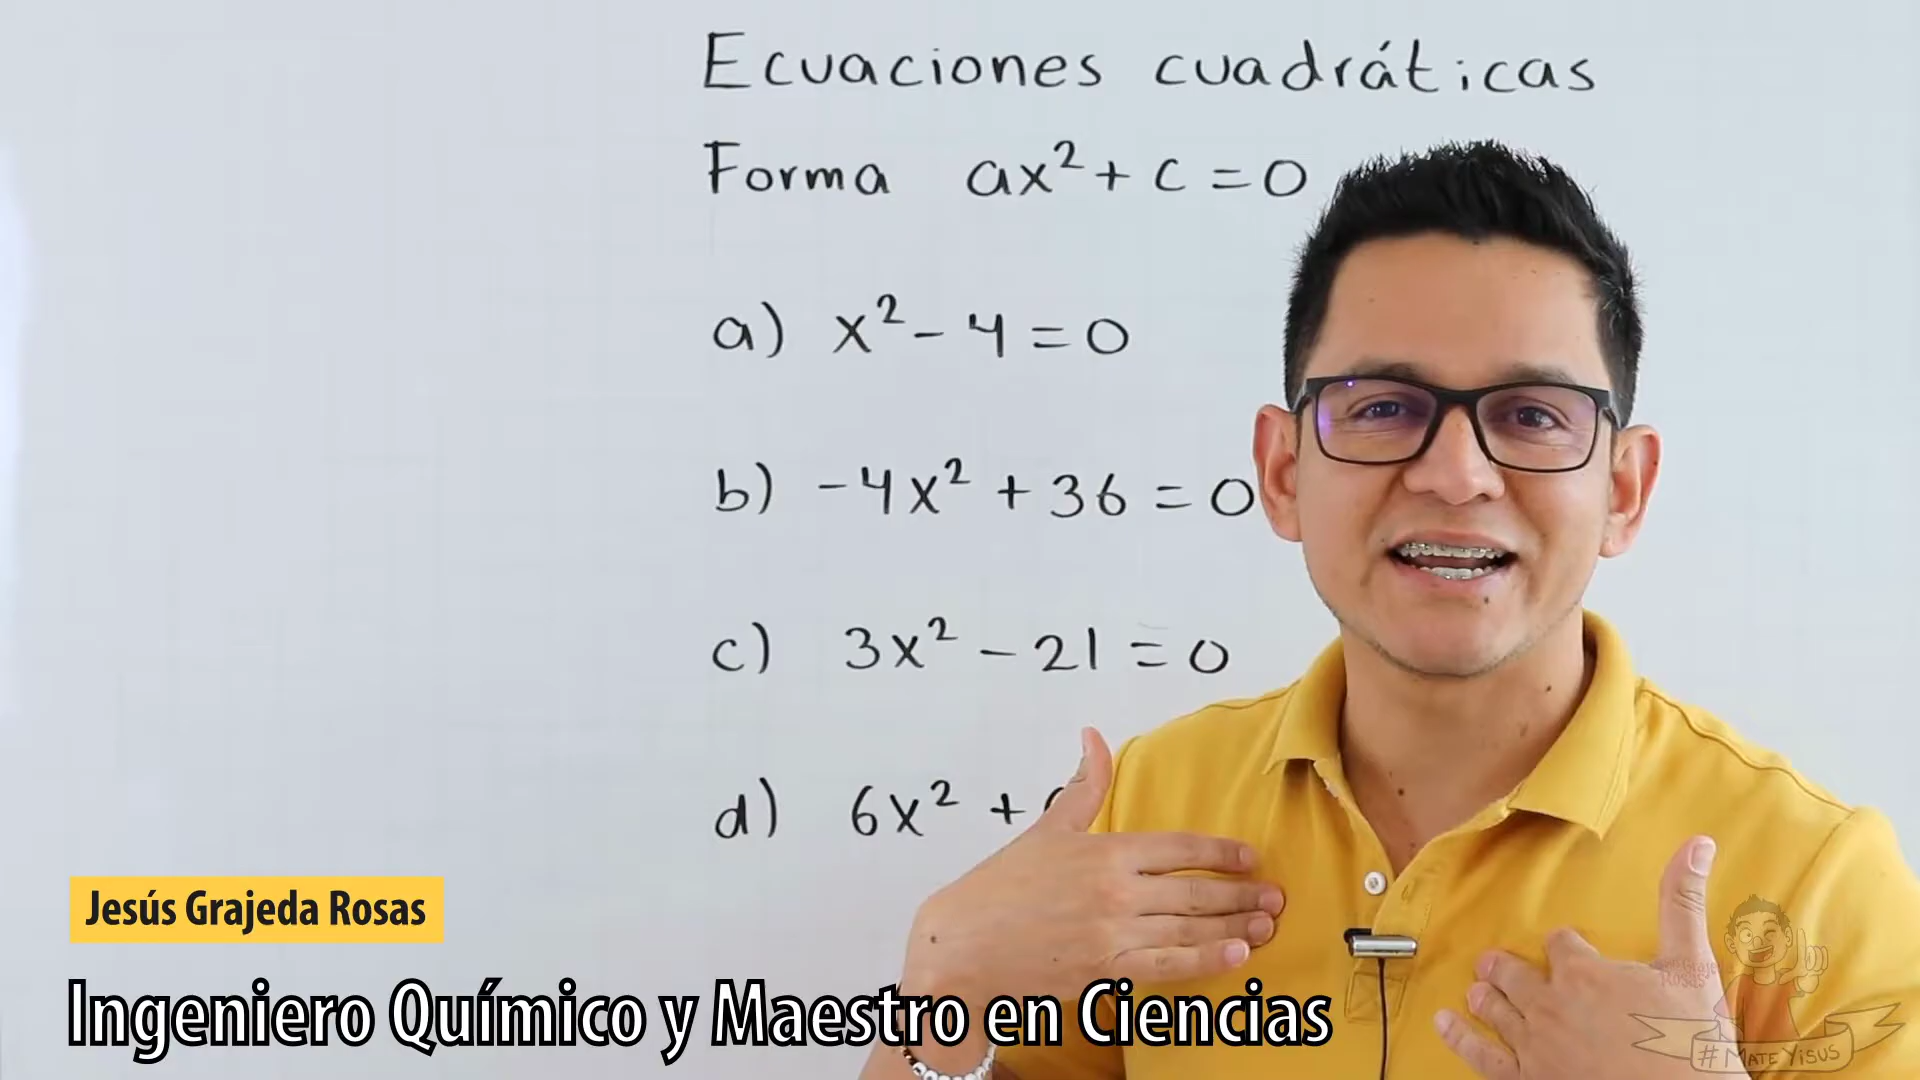 Ecuaciones cuadráticas
Forma ax² + c = 0
a) x² - 4 = 0
b) -4x² + 36 = 0
c) 3x² - 21 = 0
d) 6x² +
Jesús Grajeda Rosas
Ingeniero Químico y Maestro en Ciencias
#MATEYISUS